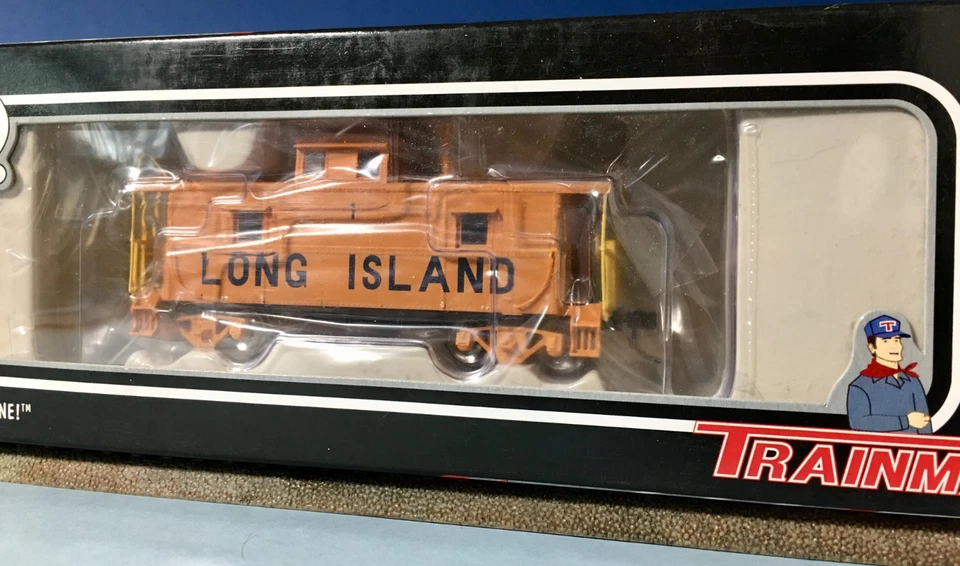 LONG ISLAND
T
NE!™
TRAINM